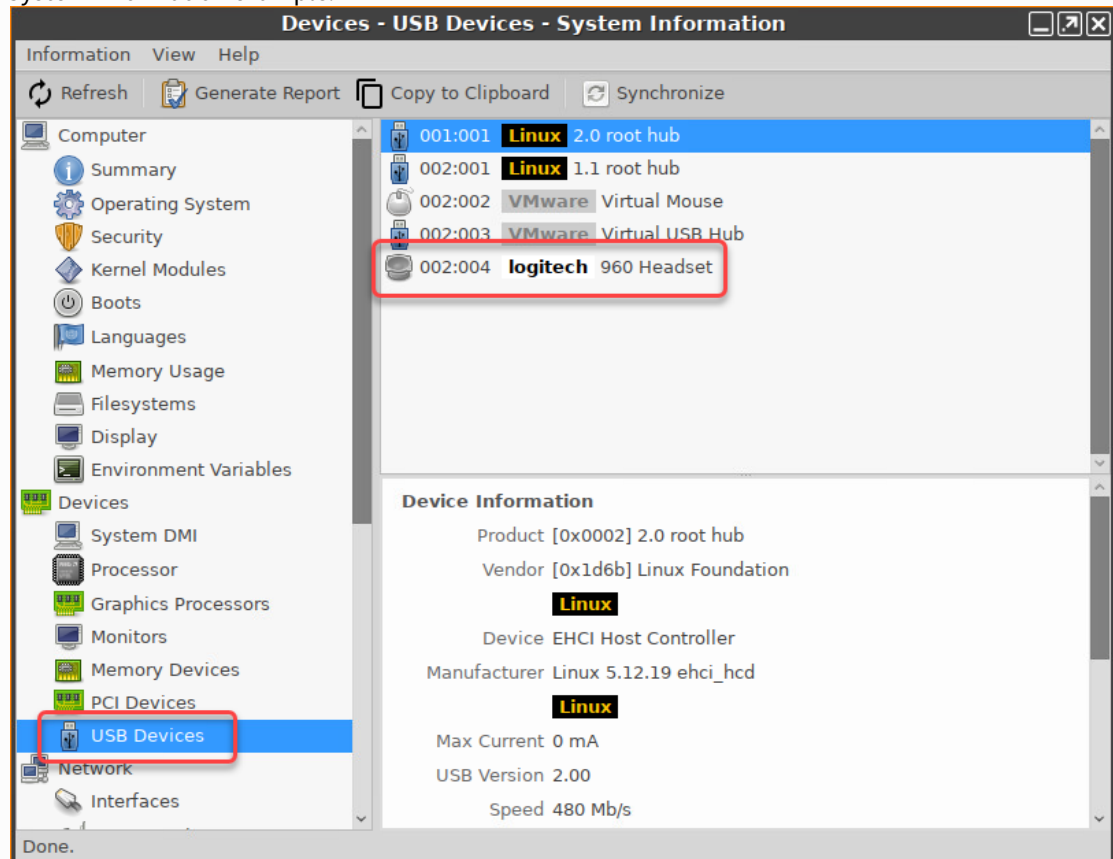 Devices - USB Devices - System Information
Information View Help
Refresh Generate Report Copy to Clipboard Synchronize
Computer
Summary
Operating System
Security
Kernel Modules
Boots
Languages
Memory Usage
Filesystems
Display
Environment Variables
Devices
System DMI
Processor
Graphics Processors
Monitors
Memory Devices
PCI Devices
USB Devices
Network
Interfaces
001:001 Linux 2.0 root hub
002:001 Linux 1.1 root hub
002:002 VMware Virtual Mouse
002:003 VMware Virtual USB Hub
002:004 logitech 960 Headset
Device Information
Product [0x0002] 2.0 root hub
Vendor [0x1d6b] Linux Foundation
Linux
Device EHCI Host Controller
Manufacturer Linux 5.12.19 ehci_hcd
Linux
Max Current 0 mA
USB Version 2.00
Speed 480 Mb/s
Done.